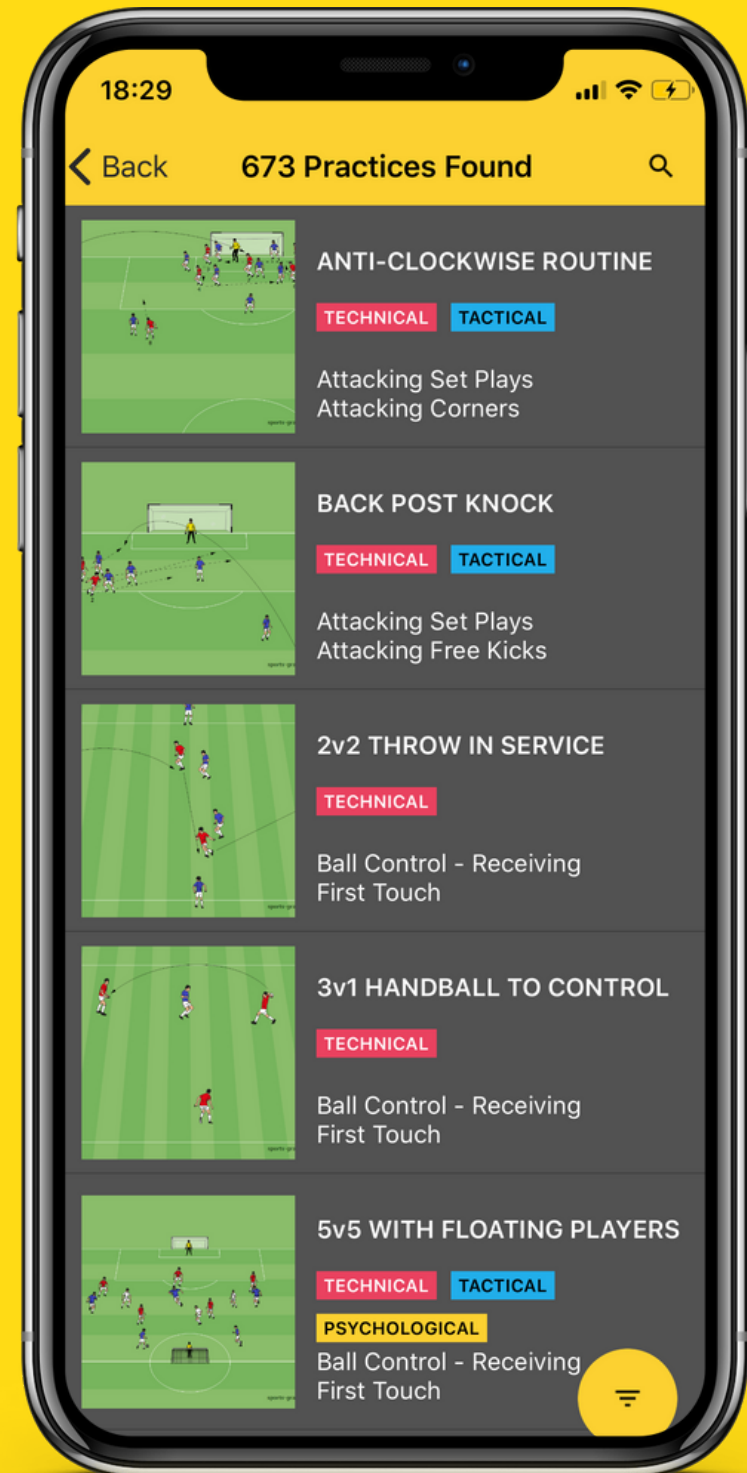 18:29
Back 673 Practices Found
ANTI-CLOCKWISE ROUTINE
TECHNICAL TACTICAL
Attacking Set Plays
Attacking Corners
BACK POST KNOCK
TECHNICAL TACTICAL
Attacking Set Plays
Attacking Free Kicks
2v2 THROW IN SERVICE
TECHNICAL
Ball Control - Receiving
First Touch
3v1 HANDBALL TO CONTROL
TECHNICAL
Ball Control - Receiving
First Touch
5v5 WITH FLOATING PLAYERS
TECHNICAL TACTICAL
PSYCHOLOGICAL
Ball Control - Receiving
First Touch